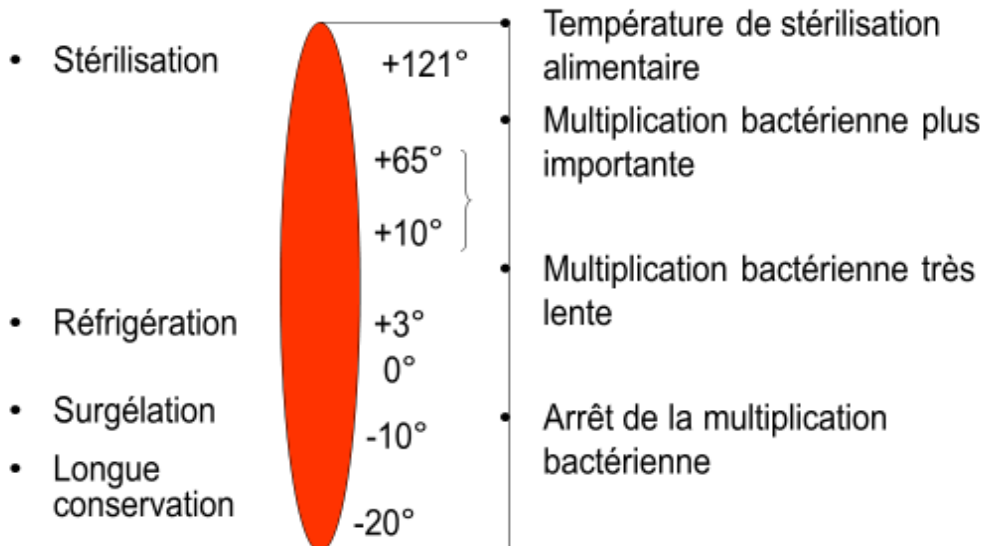 • Stérilisation
• Réfrigération
• Surgélation
• Longue
conservation
+121°
+65°
+10°
+3°
0°
-10°
-20°
• Température de stérilisation
alimentaire
• Multiplication bactérienne plus
importante
• Multiplication bactérienne très
lente
• Arrêt de la multiplication
bactérienne